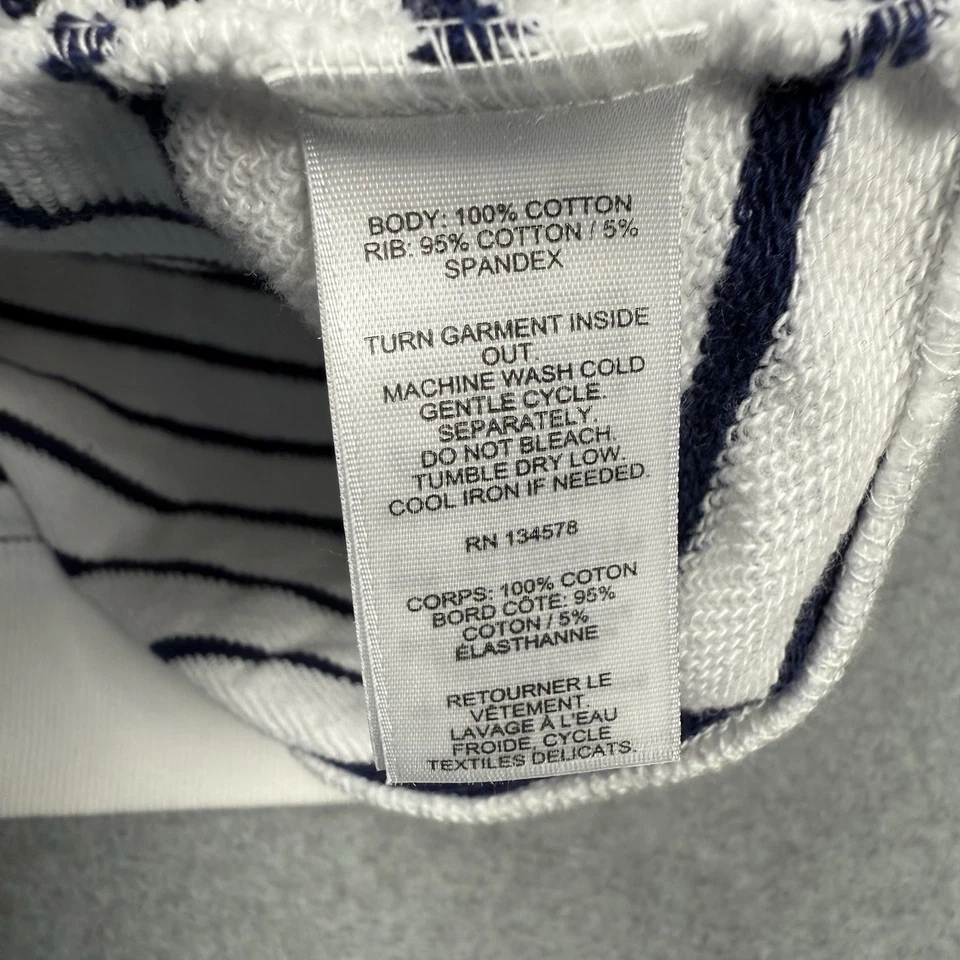 BODY: 100% COTTON
RIB: 95% COTTON / 5%
SPANDEX
TURN GARMENT INSIDE
OUT.
MACHINE WASH COLD
GENTLE CYCLE.
SEPARATELY.
DO NOT BLEACH.
TUMBLE DRY LOW.
COOL IRON IF NEEDED.
RN 134578
CORPS: 100% COTON
BORD CÔTE: 95%
COTON / 5%
ÉLASTHANNE
RETOURNER LE
VÊTEMENT.
LAVAGE À L'EAU
FROIDE, CYCLE
TEXTILES DÉLICATS.